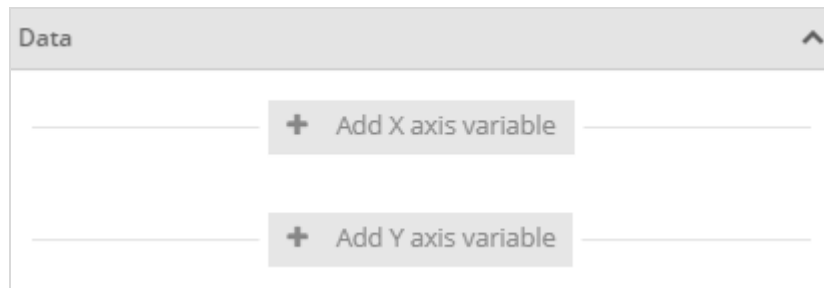 Data
+ Add X axis variable
+ Add Y axis variable